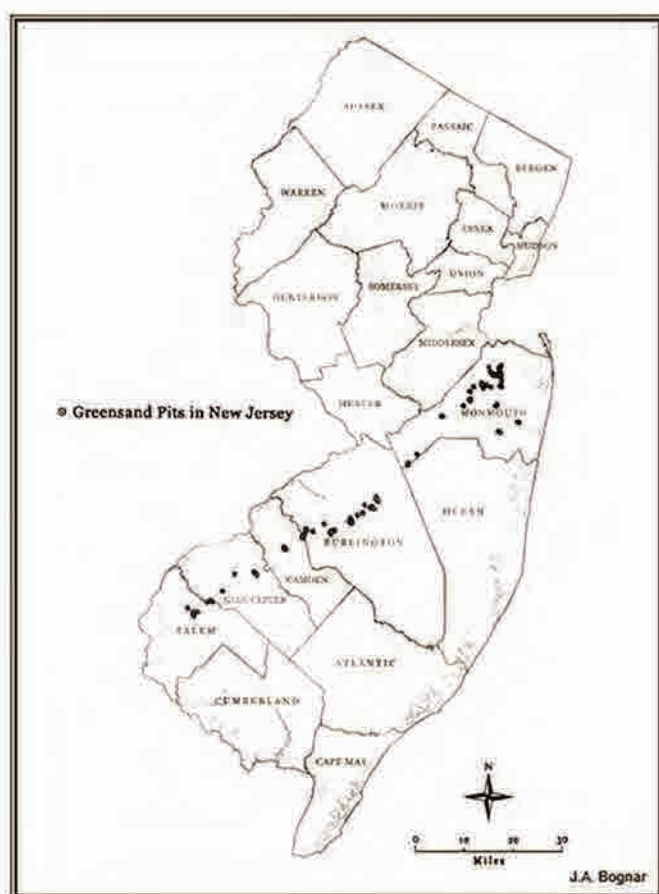 SUSSEX
PASSAIC
BERGEN
WARREN
MORRIS
ESSEX
HUDSON
UNION
HUNTERDON
SOMERSET
MIDDLESEX
MERCER
Greensand Pits in New Jersey
MONMOUTH
OCEAN
BURLINGTON
CAMDEN
GLOUCESTER
SALEM
ATLANTIC
CUMBERLAND
CAPE MAY
N
0 10 20 30
Miles
J.A. Bognar